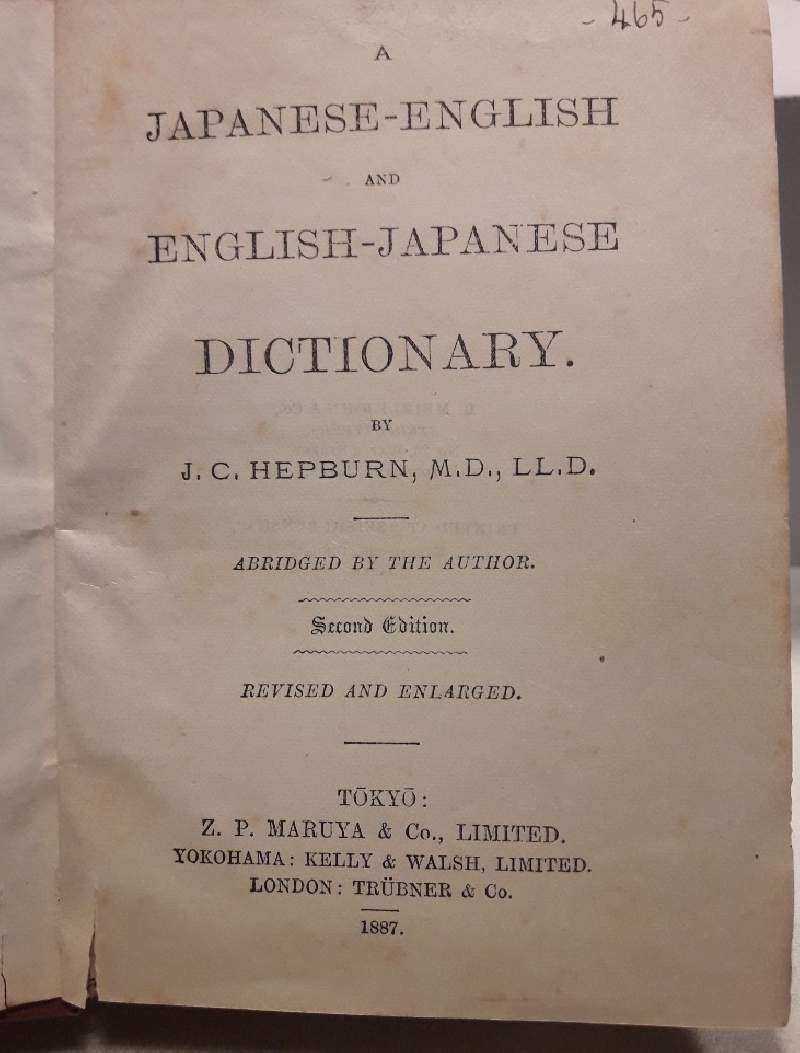 - 465 -
A
JAPANESE-ENGLISH
AND
ENGLISH-JAPANESE
DICTIONARY.
BY
J. C. HEPBURN, M.D., LL.D.
ABRIDGED BY THE AUTHOR.
Second Edition.
REVISED AND ENLARGED.
TŌKYŌ:
Z. P. MARUYA & Co., LIMITED.
YOKOHAMA: KELLY & WALSH, LIMITED.
LONDON: TRÜBNER & Co.
1887.